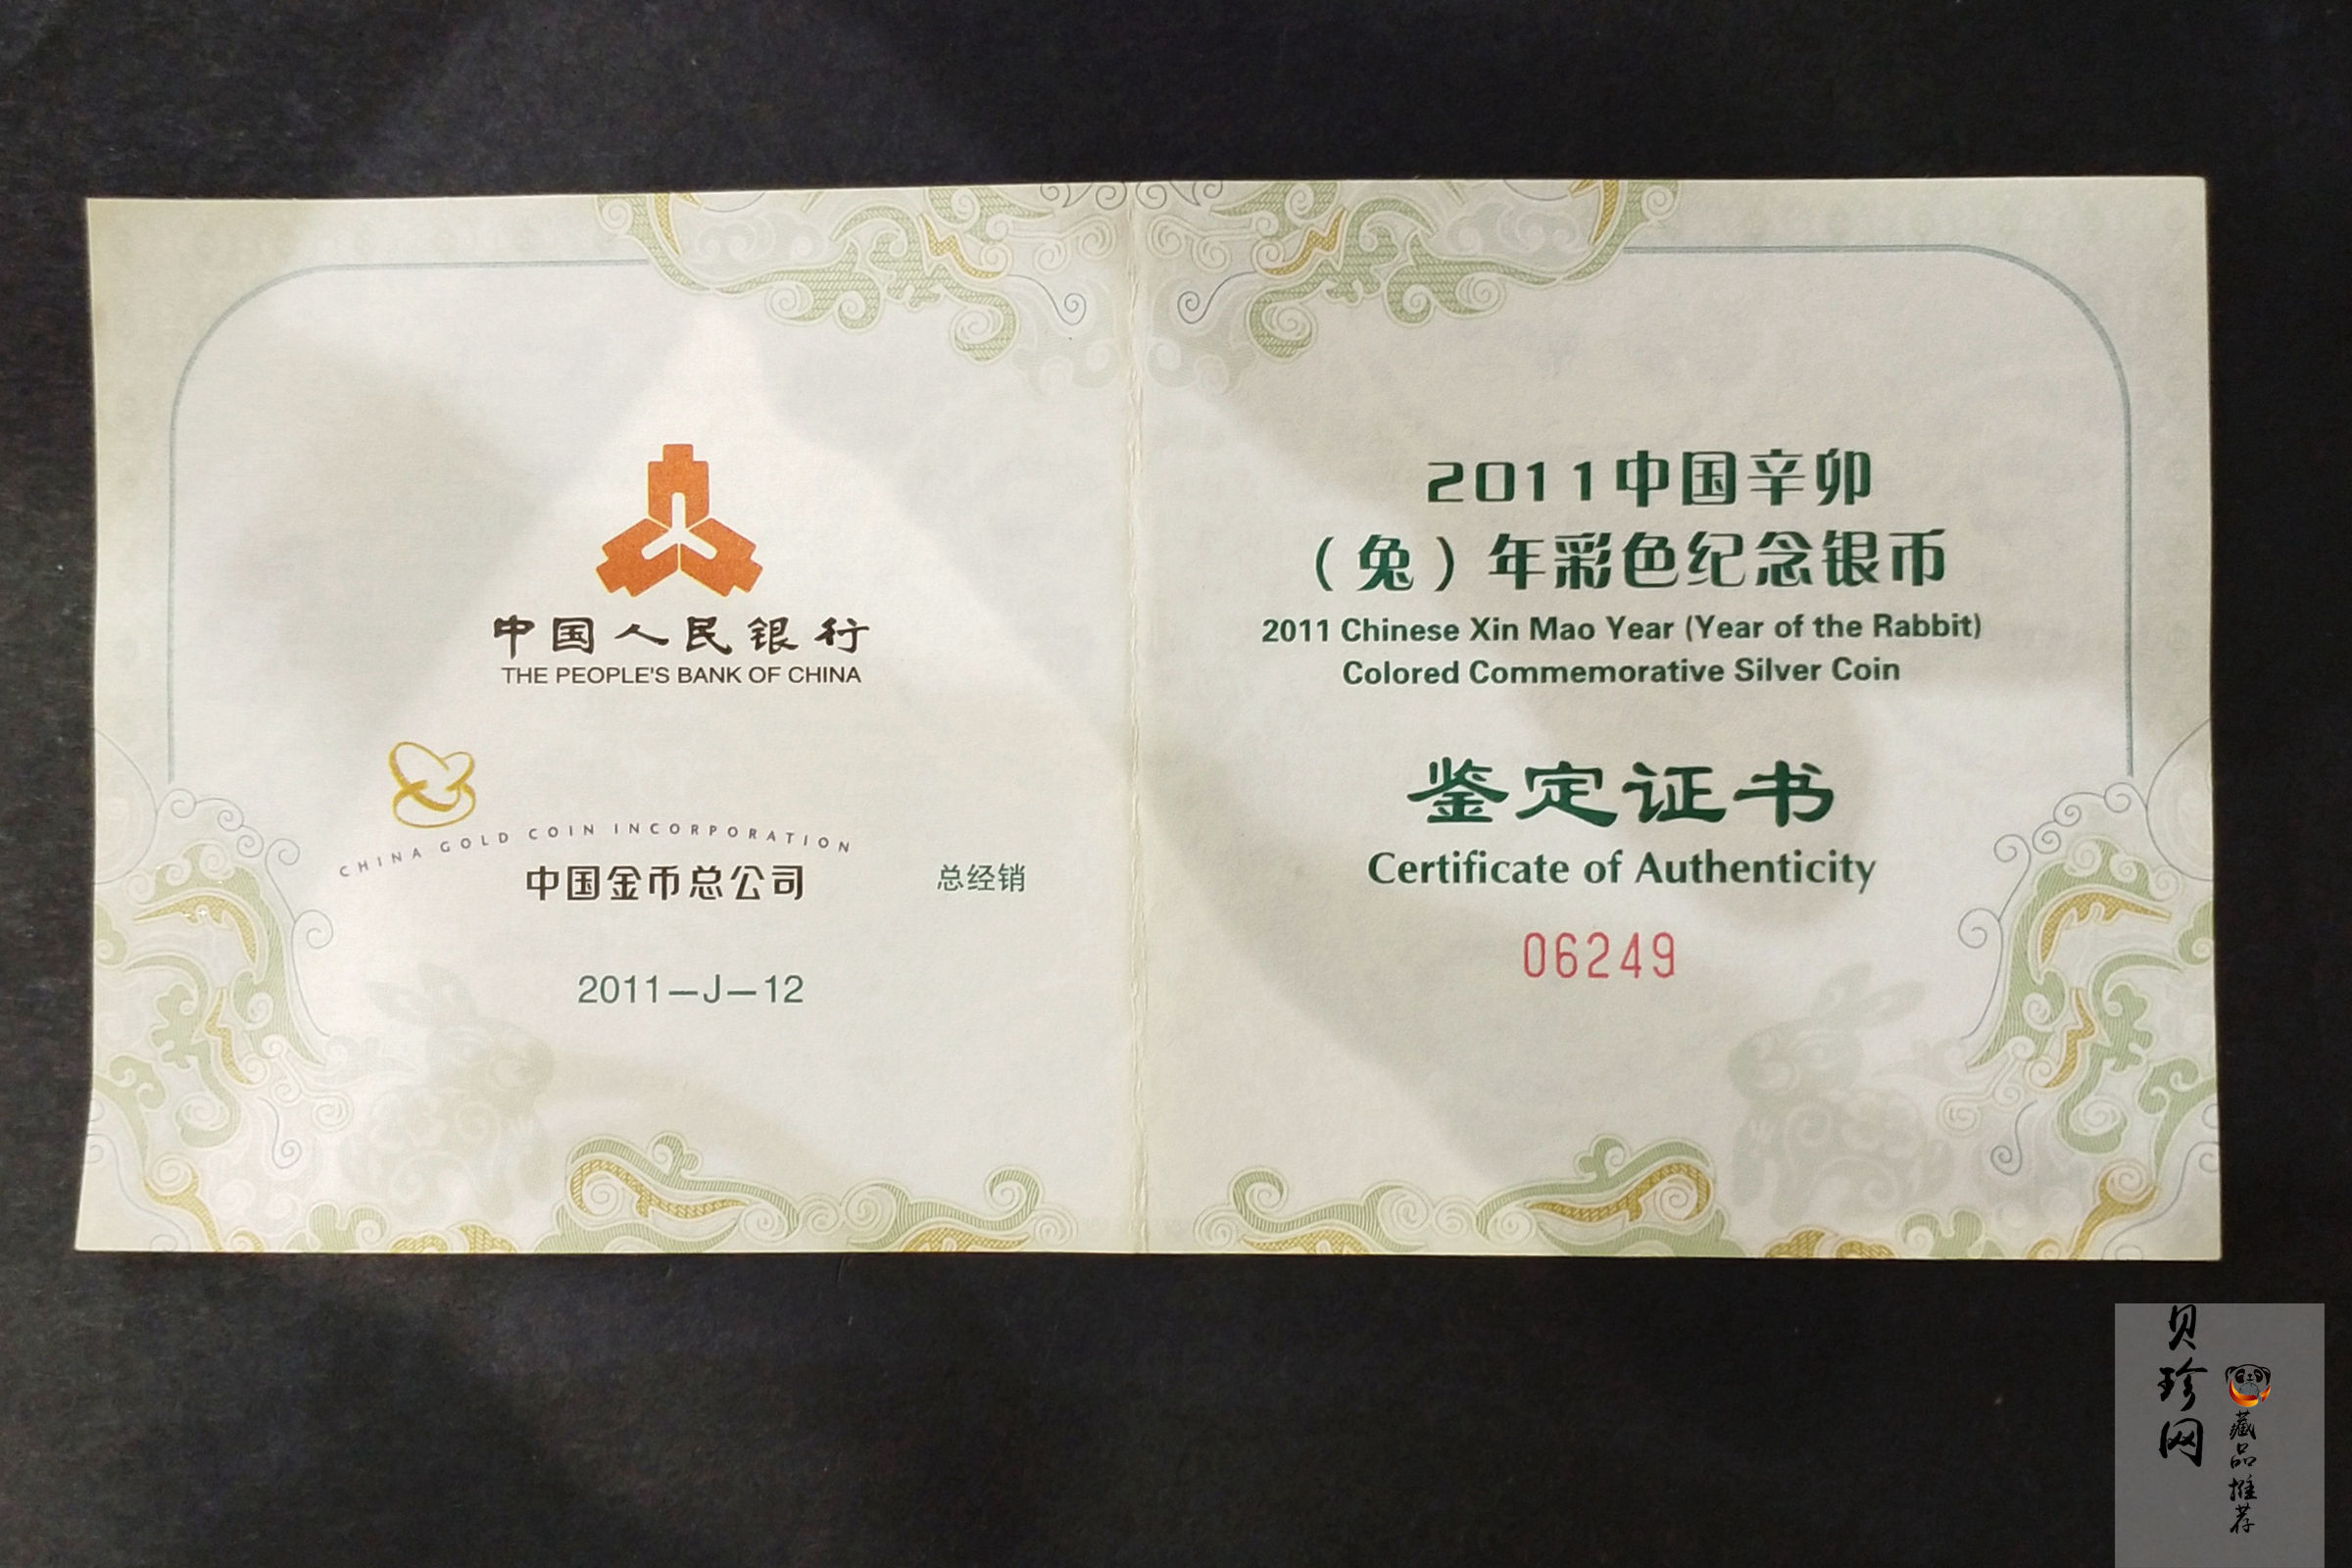 中国人民银行
THE PEOPLE'S BANK OF CHINA
CHINA GOLD COIN INCORPORATION
中国金币总公司 总经销
2011—J—12
2011中国辛卯
（兔）年彩色纪念银币
2011 Chinese Xin Mao Year (Year of the Rabbit)
Colored Commemorative Silver Coin
鉴定证书
Certificate of Authenticity
06249
贝珍网
藏品推荐